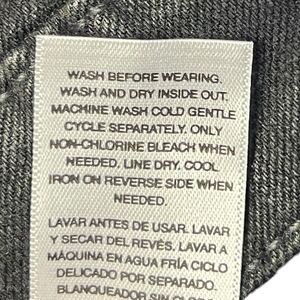 WASH BEFORE WEARING.
WASH AND DRY INSIDE OUT.
MACHINE WASH COLD GENTLE
CYCLE SEPARATELY. ONLY
NON-CHLORINE BLEACH WHEN
NEEDED. LINE DRY. COOL
IRON ON REVERSE SIDE WHEN
NEEDED.
LAVAR ANTES DE USAR. LAVAR
Y SECAR DEL REVÉS. LAVAR A
MÁQUINA EN AGUA FRÍA CICLO
DELICADO POR SEPARADO.
BLANQUEADOR SIN